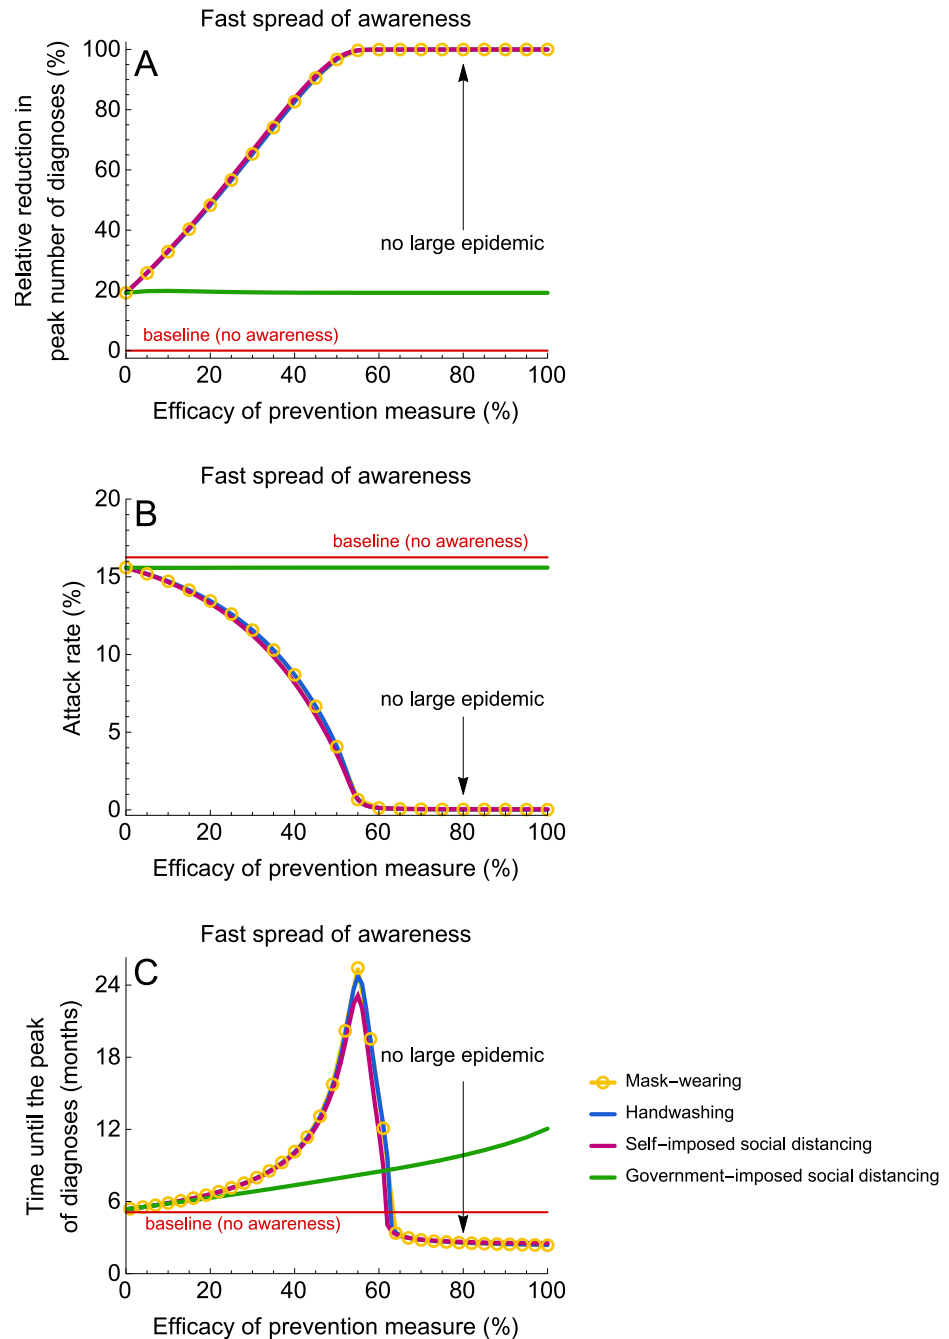 Fast spread of awareness
A
Relative reduction in
peak number of diagnoses (%)
100
80
60
40
20
0
no large epidemic
baseline (no awareness)
0 20 40 60 80 100
Efficacy of prevention measure (%)
Fast spread of awareness
B
Attack rate (%)
20
15
10
5
0
baseline (no awareness)
no large epidemic
0 20 40 60 80 100
Efficacy of prevention measure (%)
Fast spread of awareness
C
Time until the peak
of diagnoses (months)
24
18
12
6
0
no large epidemic
baseline (no awareness)
0 20 40 60 80 100
Efficacy of prevention measure (%)
Mask–wearing
Handwashing
Self–imposed social distancing
Government–imposed social distancing